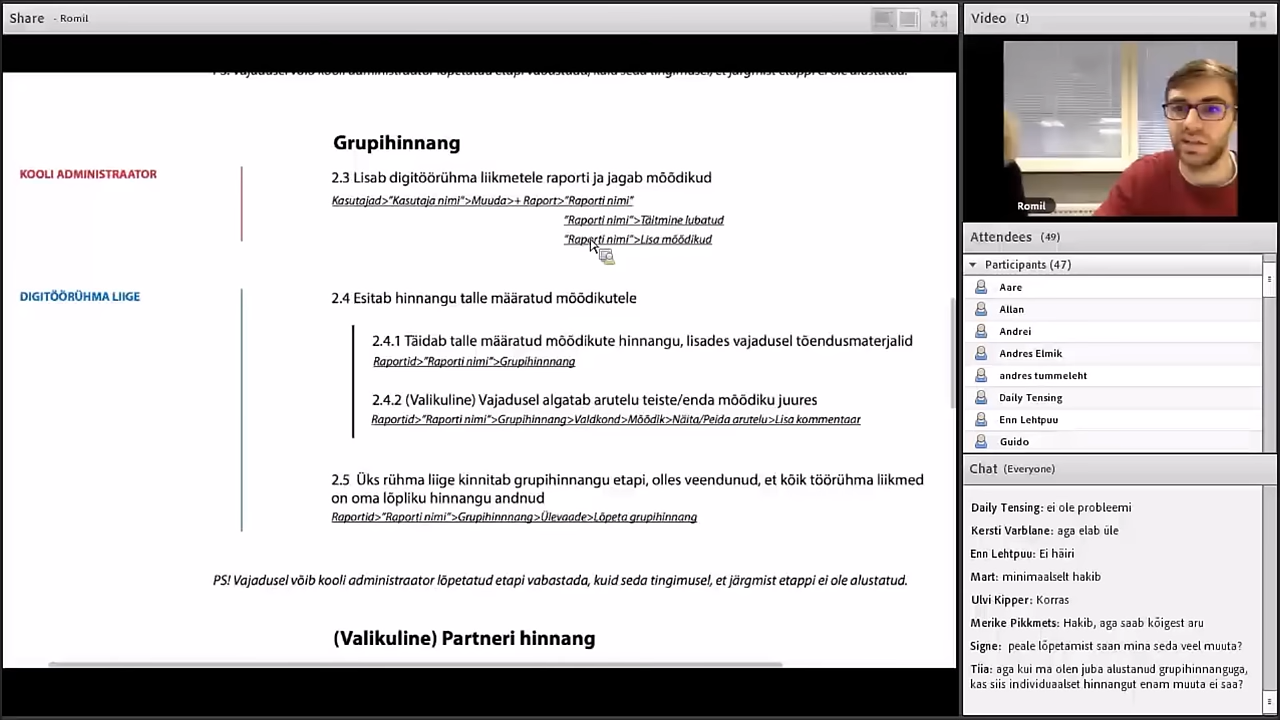 Share - Romil
Video (1)
PS! Vajadusel võib kooli administraator lõpetatud etapi vabastada, kuid seda tingimusel, et järgmist etappi ei ole alustatud.
Grupihinnang
KOOLI ADMINISTRAATOR
2.3 Lisab digitöörühma liikmetele raporti ja jagab mõõdikud
Kasutajad>"Kasutaja nimi">Muuda>+ Raport>"Raporti nimi"
"Raporti nimi">Täitmine lubatud
"Raporti nimi">Lisa mõõdikud
DIGITÖÖRÜHMA LIIGE
2.4 Esitab hinnangu talle määratud mõõdikutele
2.4.1 Täidab talle määratud mõõdikute hinnangu, lisades vajadusel tõendusmaterjalid
Raportid>"Raporti nimi">Grupihinnnang
2.4.2 (Valikuline) Vajadusel algatab arutelu teiste/enda mõõdiku juures
Raportid>"Raporti nimi">Grupihinnang>Valdkond>Mõõdik>Näita/Peida arutelu>Lisa kommentaar
2.5 Üks rühma liige kinnitab grupihinnangu etapi, olles veendunud, et kõik töörühma liikmed
on oma lõpliku hinnangu andnud
Raportid>"Raporti nimi">Grupihinnnang>Ülevaade>Lõpeta grupihinnang
PS! Vajadusel võib kooli administraator lõpetatud etapi vabastada, kuid seda tingimusel, et järgmist etappi ei ole alustatud.
(Valikuline) Partneri hinnang
Romil
Attendees (49)
Participants (47)
Aare
Allan
Andrei
Andres Elmik
andres tummeleht
Daily Tensing
Enn Lehtpuu
Guido
Chat (Everyone)
Daily Tensing: ei ole probleemi
Kersti Varblane: aga elab üle
Enn Lehtpuu: Ei häiri
Mart: minimaalselt hakib
Ulvi Kipper: Korras
Merike Pikkmets: Hakib, aga saab kõigest aru
Signe: peale lõpetamist saan mina seda veel muuta?
Tiia: aga kui ma olen juba alustanud grupihinnanguga,
kas siis individuaalset hinnangut enam muuta ei saa?